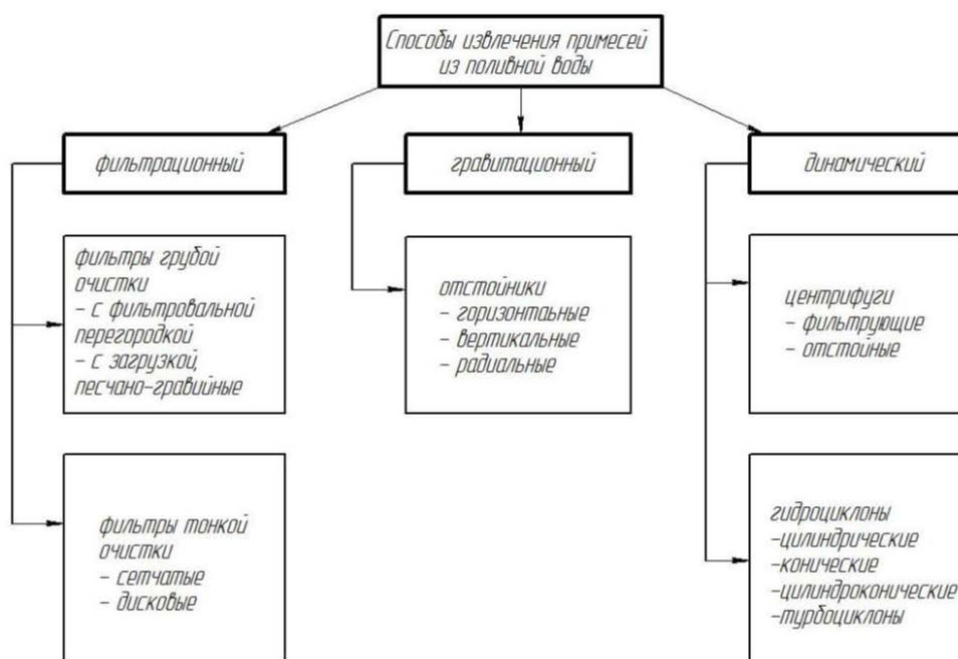 Способы извлечения примесей
из поливной воды
фильтрационный
гравитационный
динамический
фильтры грубой
очистки
- с фильтровальной
перегородкой
- с загрузкой,
песчано-гравийные
отстойники
- горизонтаьные
- вертикальные
- радиальные
центрифуги
- фильтрующие
- отстойные
фильтры тонкой
очистки
- сетчатые
- дисковые
гидроциклоны
-цилиндрические
-конические
-цилиндроконические
-турбоциклоны